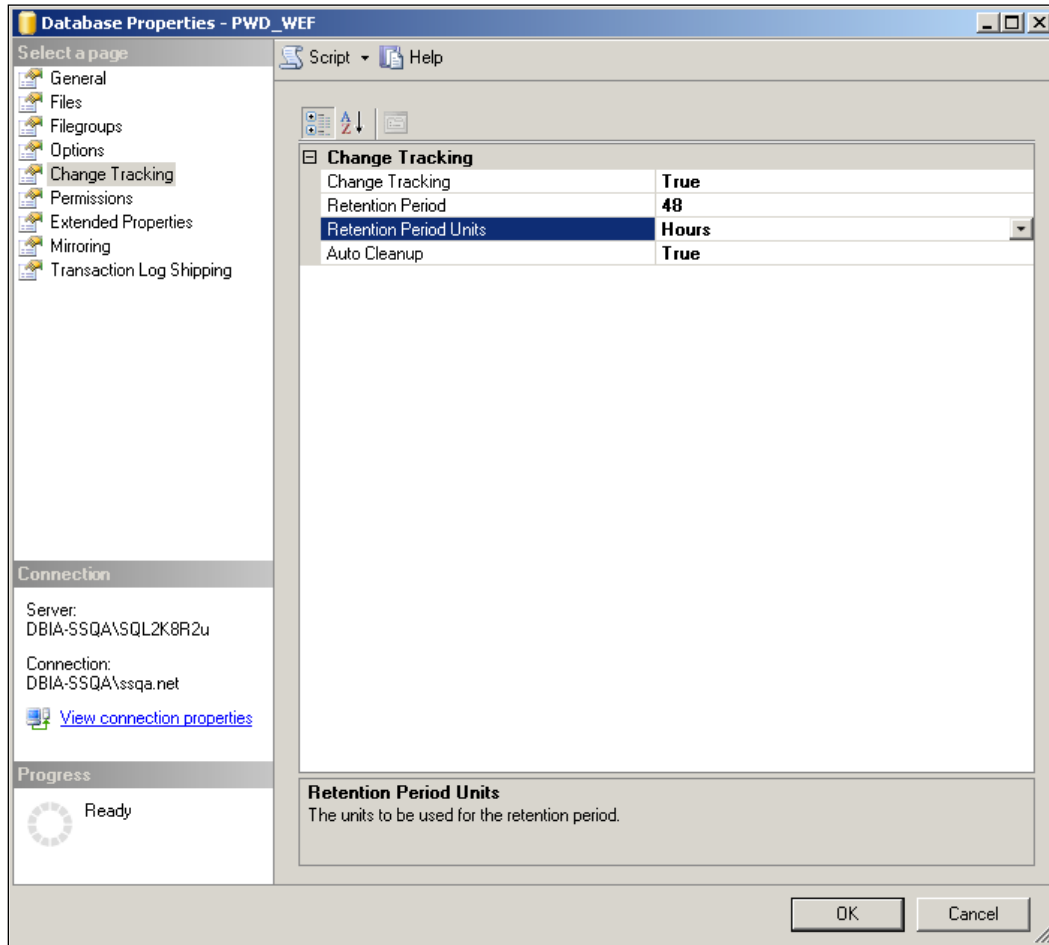 Database Properties - PWD_WEF
Select a page
General
Files
Filegroups
Options
Change Tracking
Permissions
Extended Properties
Mirroring
Transaction Log Shipping
Connection
Server:
DBIA-SSQA\SQL2K8R2u
Connection:
DBIA-SSQA\ssqa.net
View connection properties
Progress
Ready
Script Help
A
Z
Change Tracking
Change Tracking True
Retention Period 48
Retention Period Units Hours
Auto Cleanup True
Retention Period Units
The units to be used for the retention period.
OK Cancel